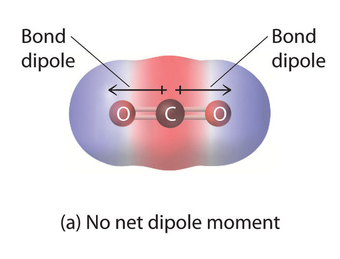 Bond
dipole
Bond
dipole
O C O
(a) No net dipole moment